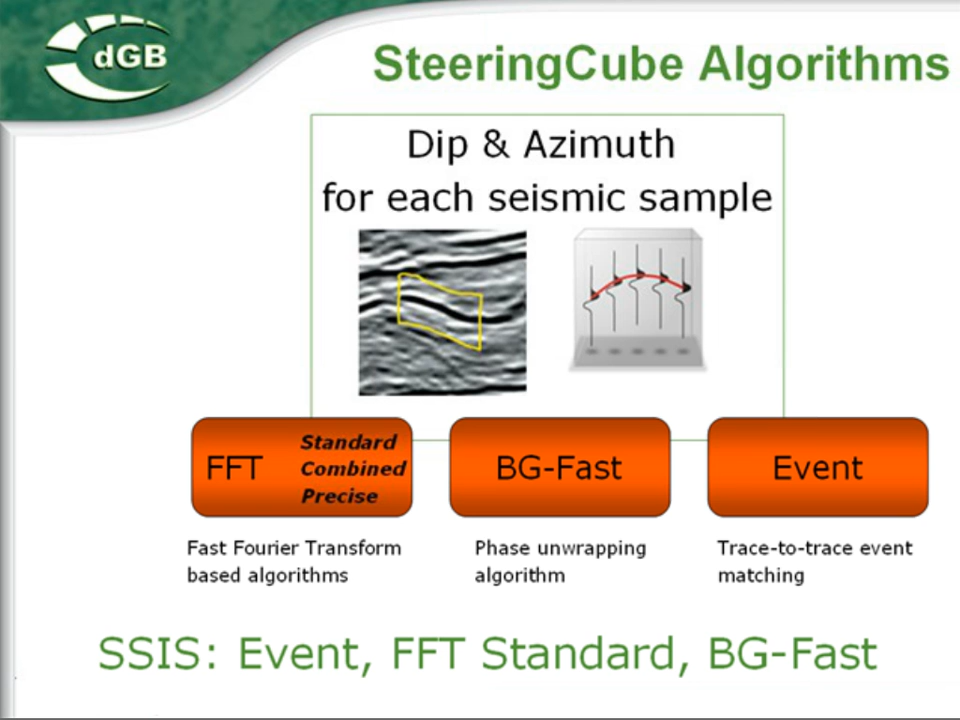 dGB
SteeringCube Algorithms
Dip & Azimuth
for each seismic sample
FFT
Standard
Combined
Precise
BG-Fast
Event
Fast Fourier Transform
based algorithms
Phase unwrapping
algorithm
Trace-to-trace event
matching
SSIS: Event, FFT Standard, BG-Fast